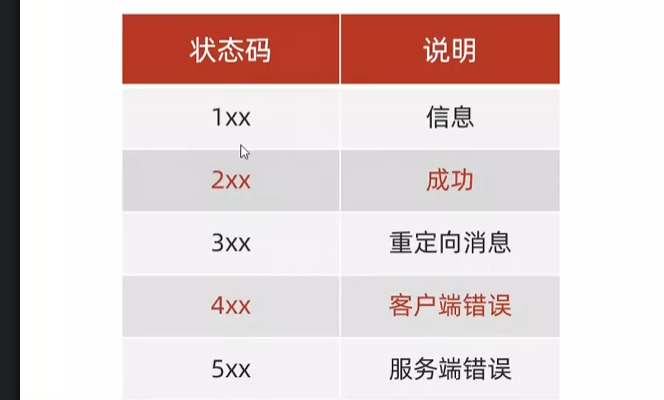 状态码 说明
1xx 信息
2xx 成功
3xx 重定向消息
4xx 客户端错误
5xx 服务端错误